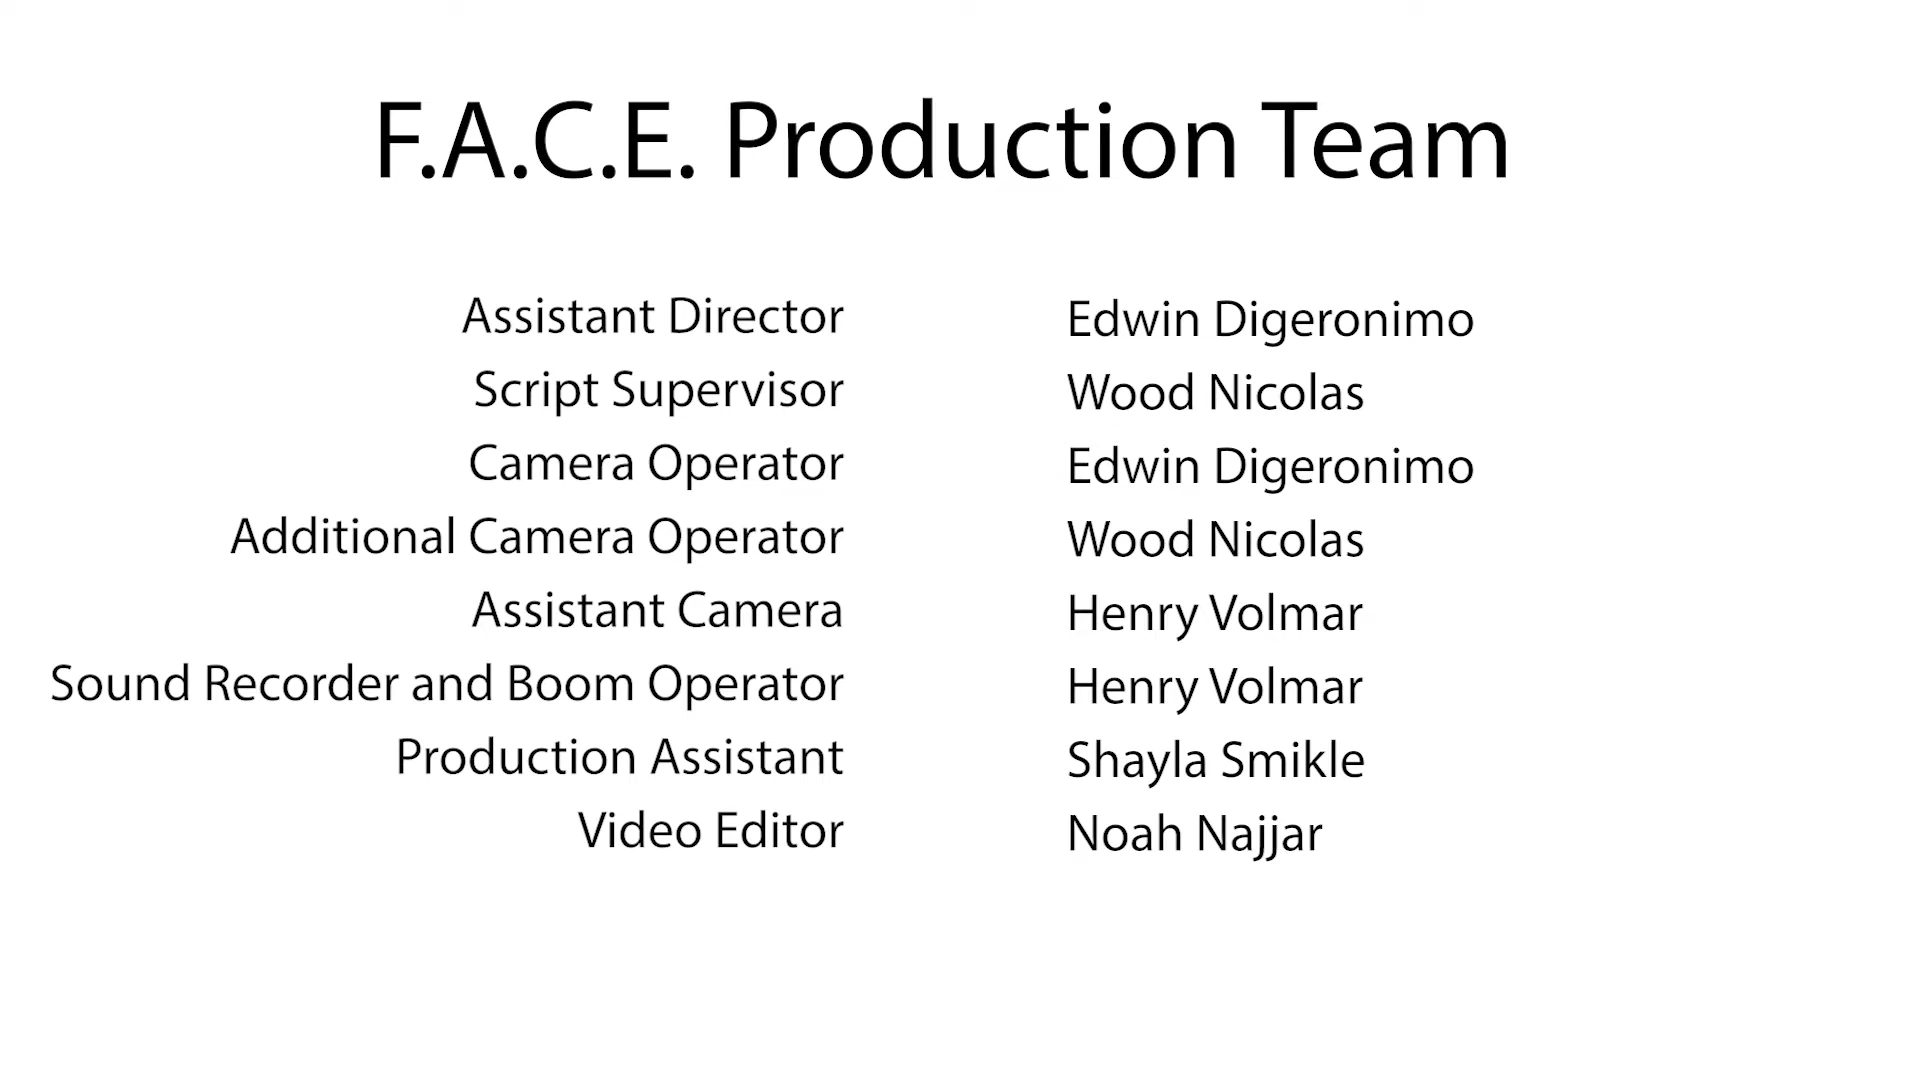 F.A.C.E. Production Team
Assistant Director Edwin Digeronimo
Script Supervisor Wood Nicolas
Camera Operator Edwin Digeronimo
Additional Camera Operator Wood Nicolas
Assistant Camera Henry Volmar
Sound Recorder and Boom Operator Henry Volmar
Production Assistant Shayla Smikle
Video Editor Noah Najjar